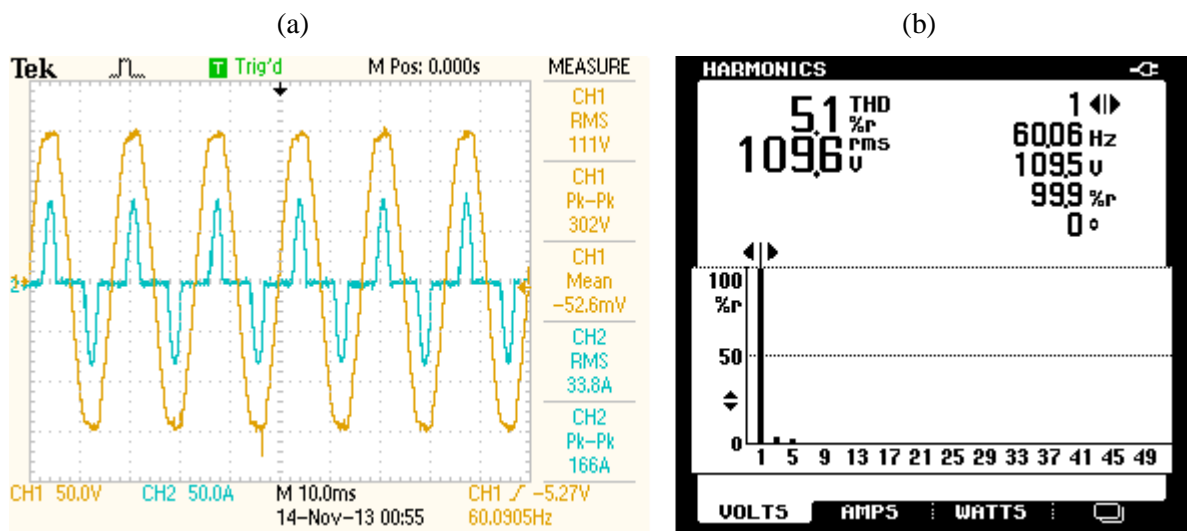 (a)
Tek T Trig'd M Pos: 0.000s MEASURE
CH1
RMS
111V
CH1
Pk-Pk
302V
CH1
Mean
-52.6mV
CH2
RMS
33.8A
CH2
Pk-Pk
166A
2
CH1 50.0V CH2 50.0A M 10.0ms CH1 -5.27V
14-Nov-13 00:55 60.0905Hz
(b)
HARMONICS
5.1 THD %r
109.6 rms V
1
60.06 Hz
109.5 V
99.9 %r
0 °
100
%r
50
0
1 5 9 13 17 21 25 29 33 37 41 45 49
VOLTS AMPS WATTS